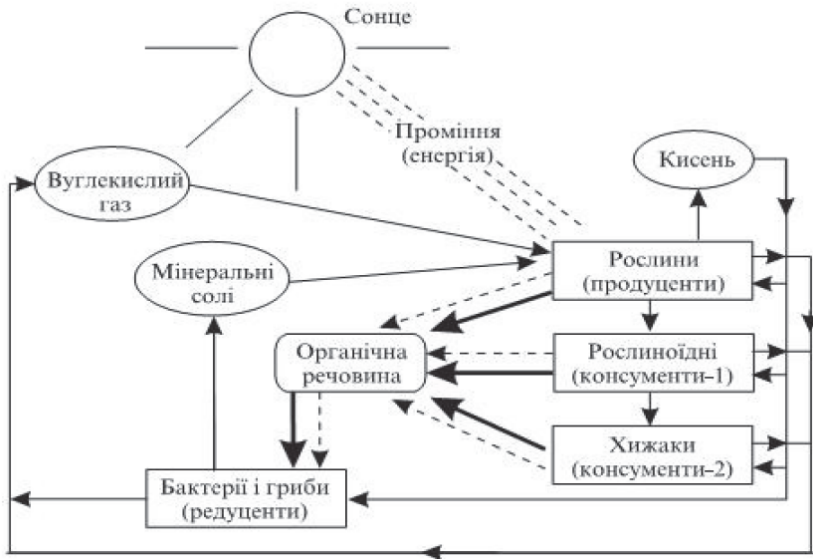 Сонце
Проміння
(енергія)
Кисень
Вуглекислий
газ
Мінеральні
солі
Рослини
(продуценти)
Органічна
речовина
Рослиноїдні
(консументи-1)
Хижаки
(консументи-2)
Бактерії і гриби
(редуценти)